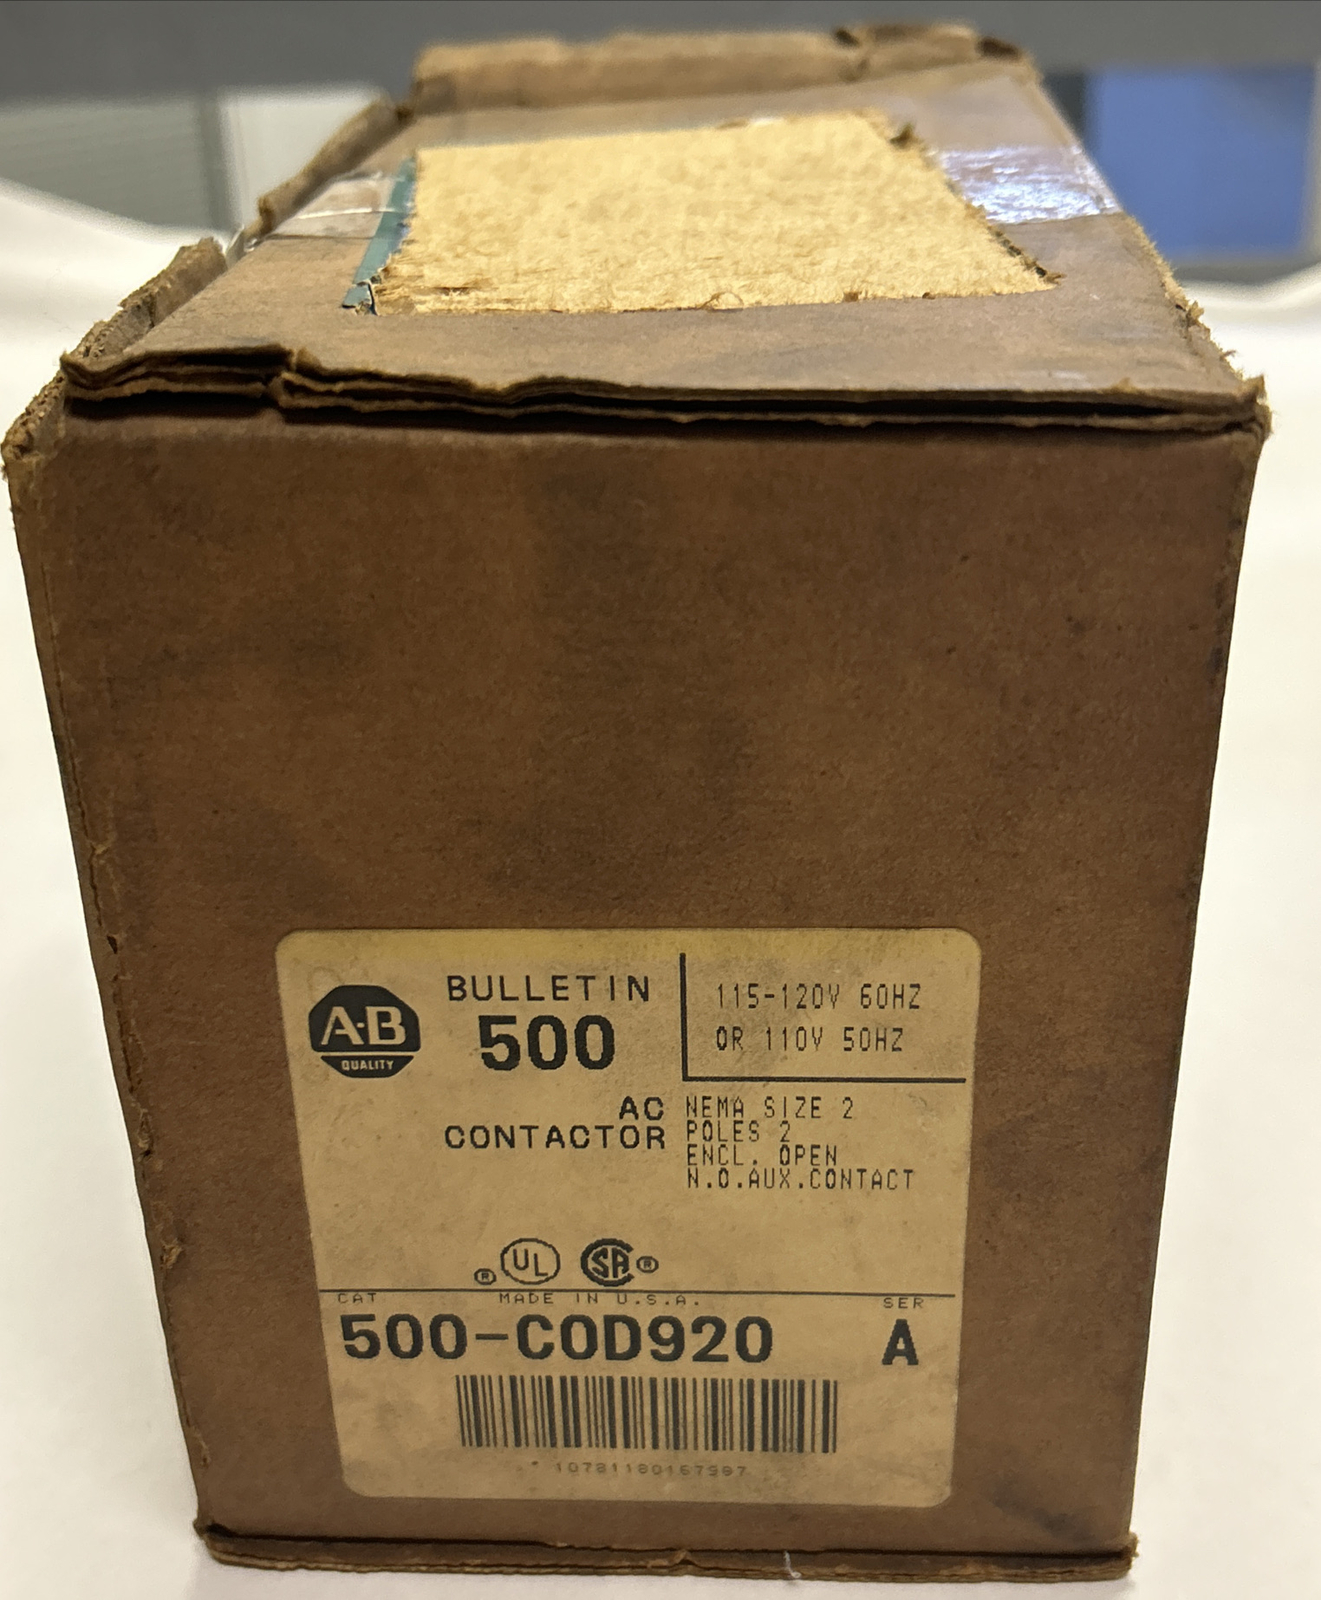 A-B
QUALITY
BULLETIN
500
115-120V 60HZ
OR 110V 50HZ
AC
CONTACTOR
NEMA SIZE 2
POLES 2
ENCL. OPEN
N.O.AUX.CONTACT
® UL SA ®
CAT MADE IN U.S.A. SER
500-COD920 A